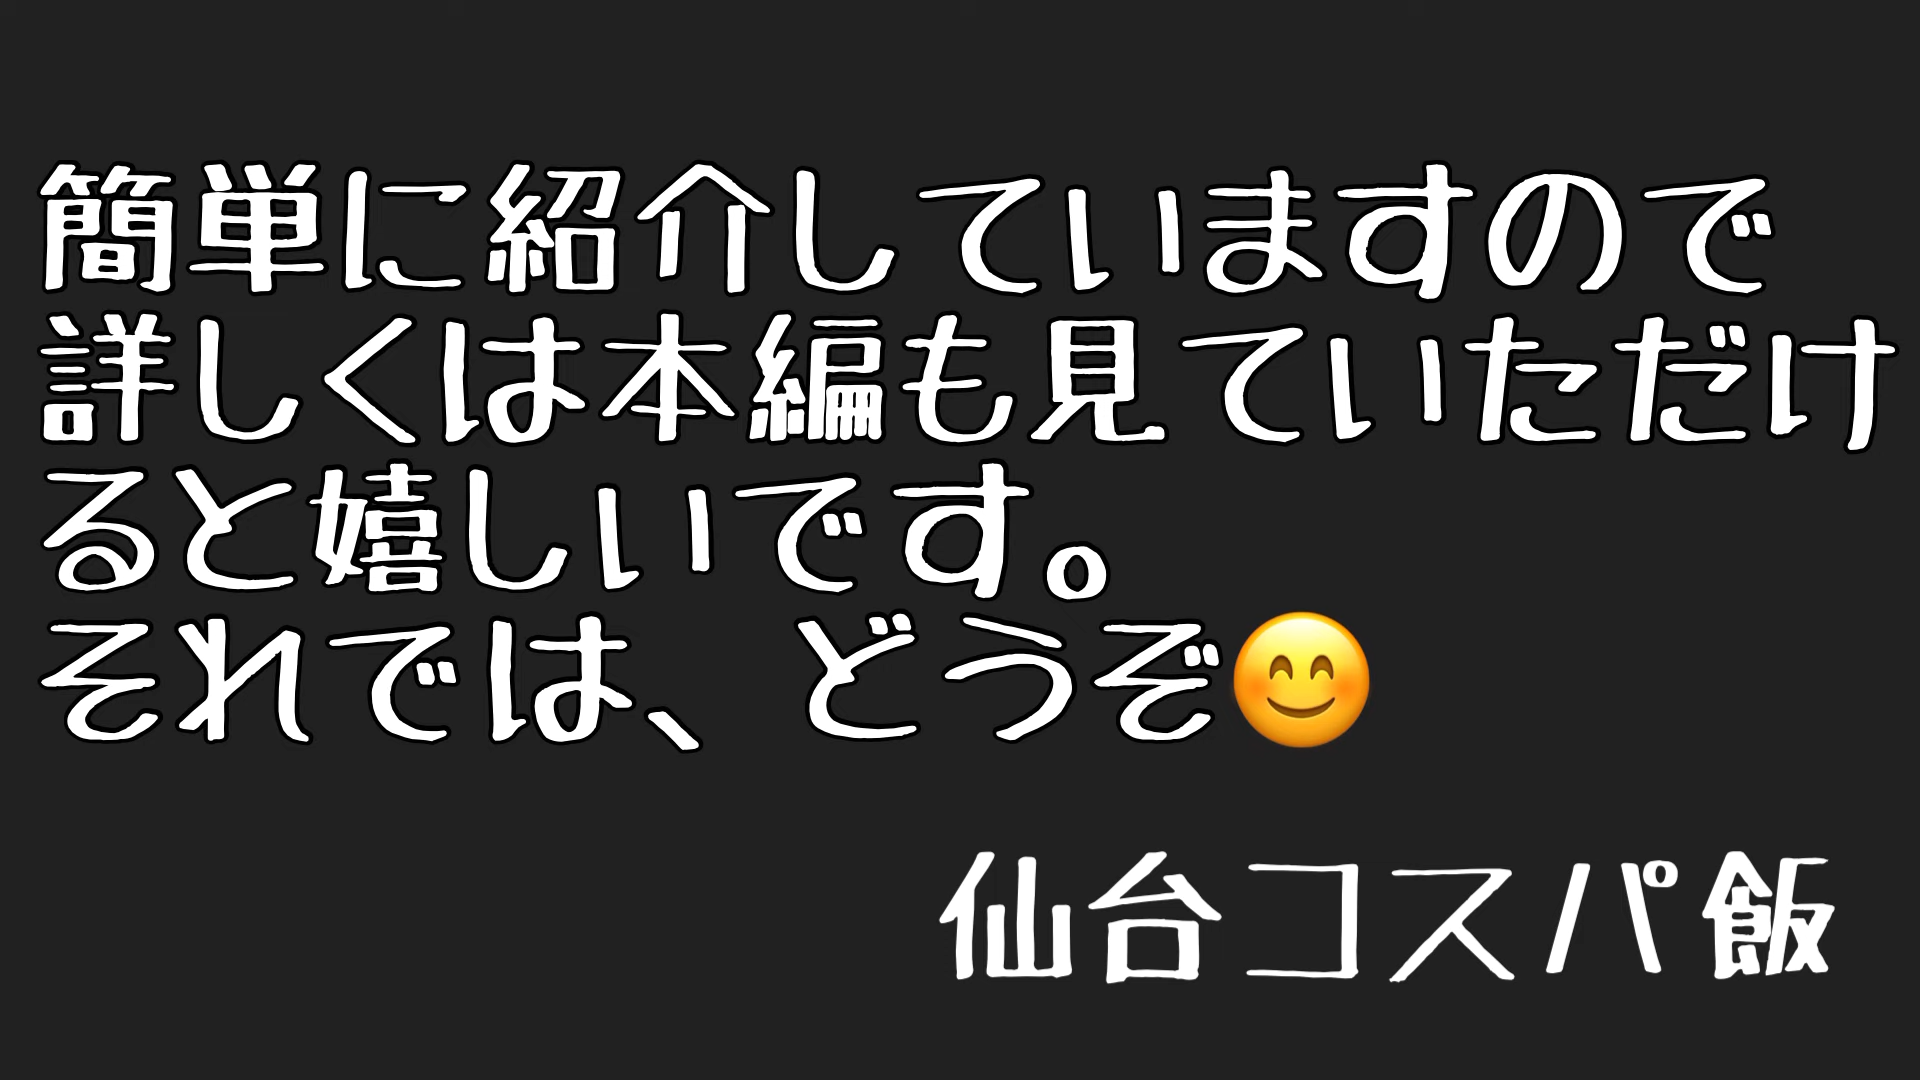 簡単に紹介していますので
詳しくは本編も見ていただけ
ると嬉しいです。
それでは、どうぞ😊
仙台コスパ飯